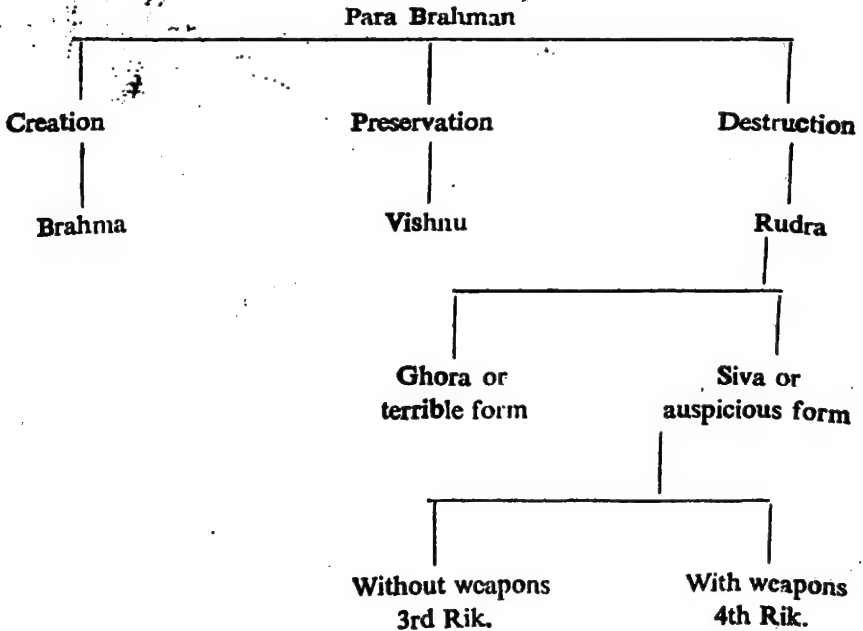 Para Brahman
Creation Preservation Destruction
Brahma Vishnu Rudra
Ghora or Siva or
terrible form auspicious form
Without weapons With weapons
3rd Rik. 4th Rik.